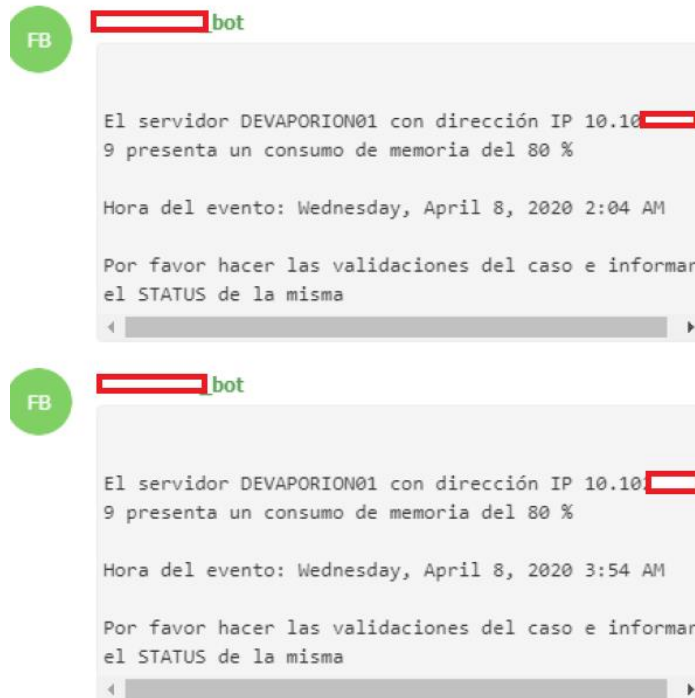 FB
_bot
El servidor DEVAPORION01 con dirección IP 10.10
9 presenta un consumo de memoria del 80 %
Hora del evento: Wednesday, April 8, 2020 2:04 AM
Por favor hacer las validaciones del caso e informar
el STATUS de la misma
FB
_bot
El servidor DEVAPORION01 con dirección IP 10.10
9 presenta un consumo de memoria del 80 %
Hora del evento: Wednesday, April 8, 2020 3:54 AM
Por favor hacer las validaciones del caso e informar
el STATUS de la misma